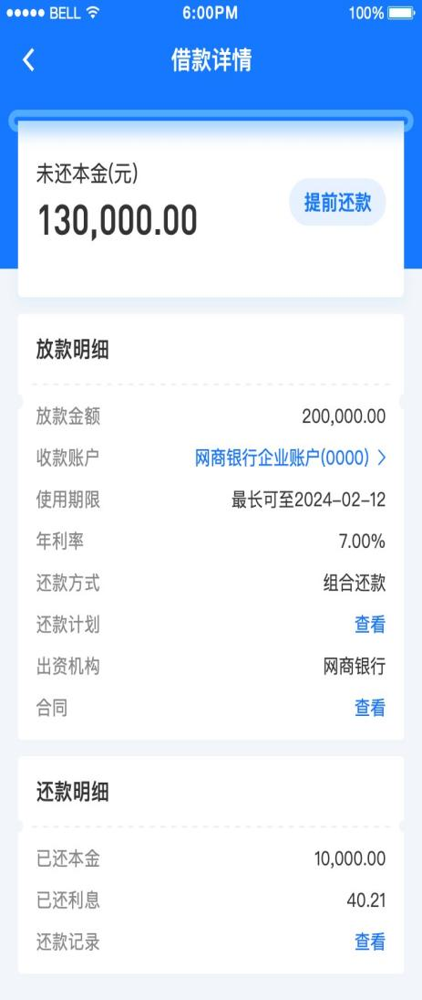 BELL 6:00PM 100%
借款详情
未还本金(元)
130,000.00
提前还款
放款明细
放款金额 200,000.00
收款账户 网商银行企业账户(0000)
使用期限 最长可至2024-02-12
年利率 7.00%
还款方式 组合还款
还款计划 查看
出资机构 网商银行
合同 查看
还款明细
已还本金 10,000.00
已还利息 40.21
还款记录 查看